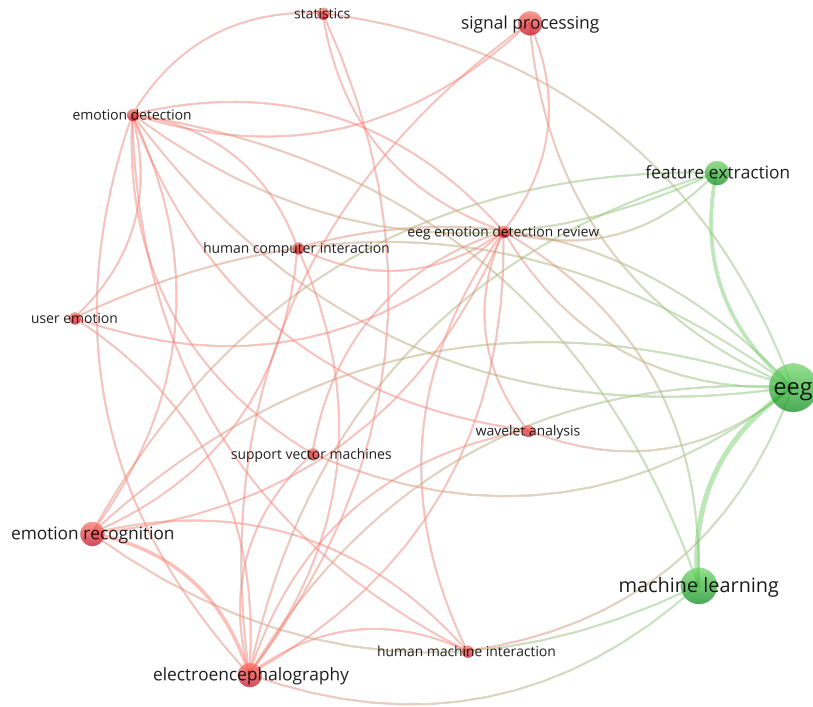 statistics
signal processing
emotion detection
feature extraction
eeg emotion detection review
human computer interaction
user emotion
eeg
wavelet analysis
support vector machines
emotion recognition
machine learning
human machine interaction
electroencephalography